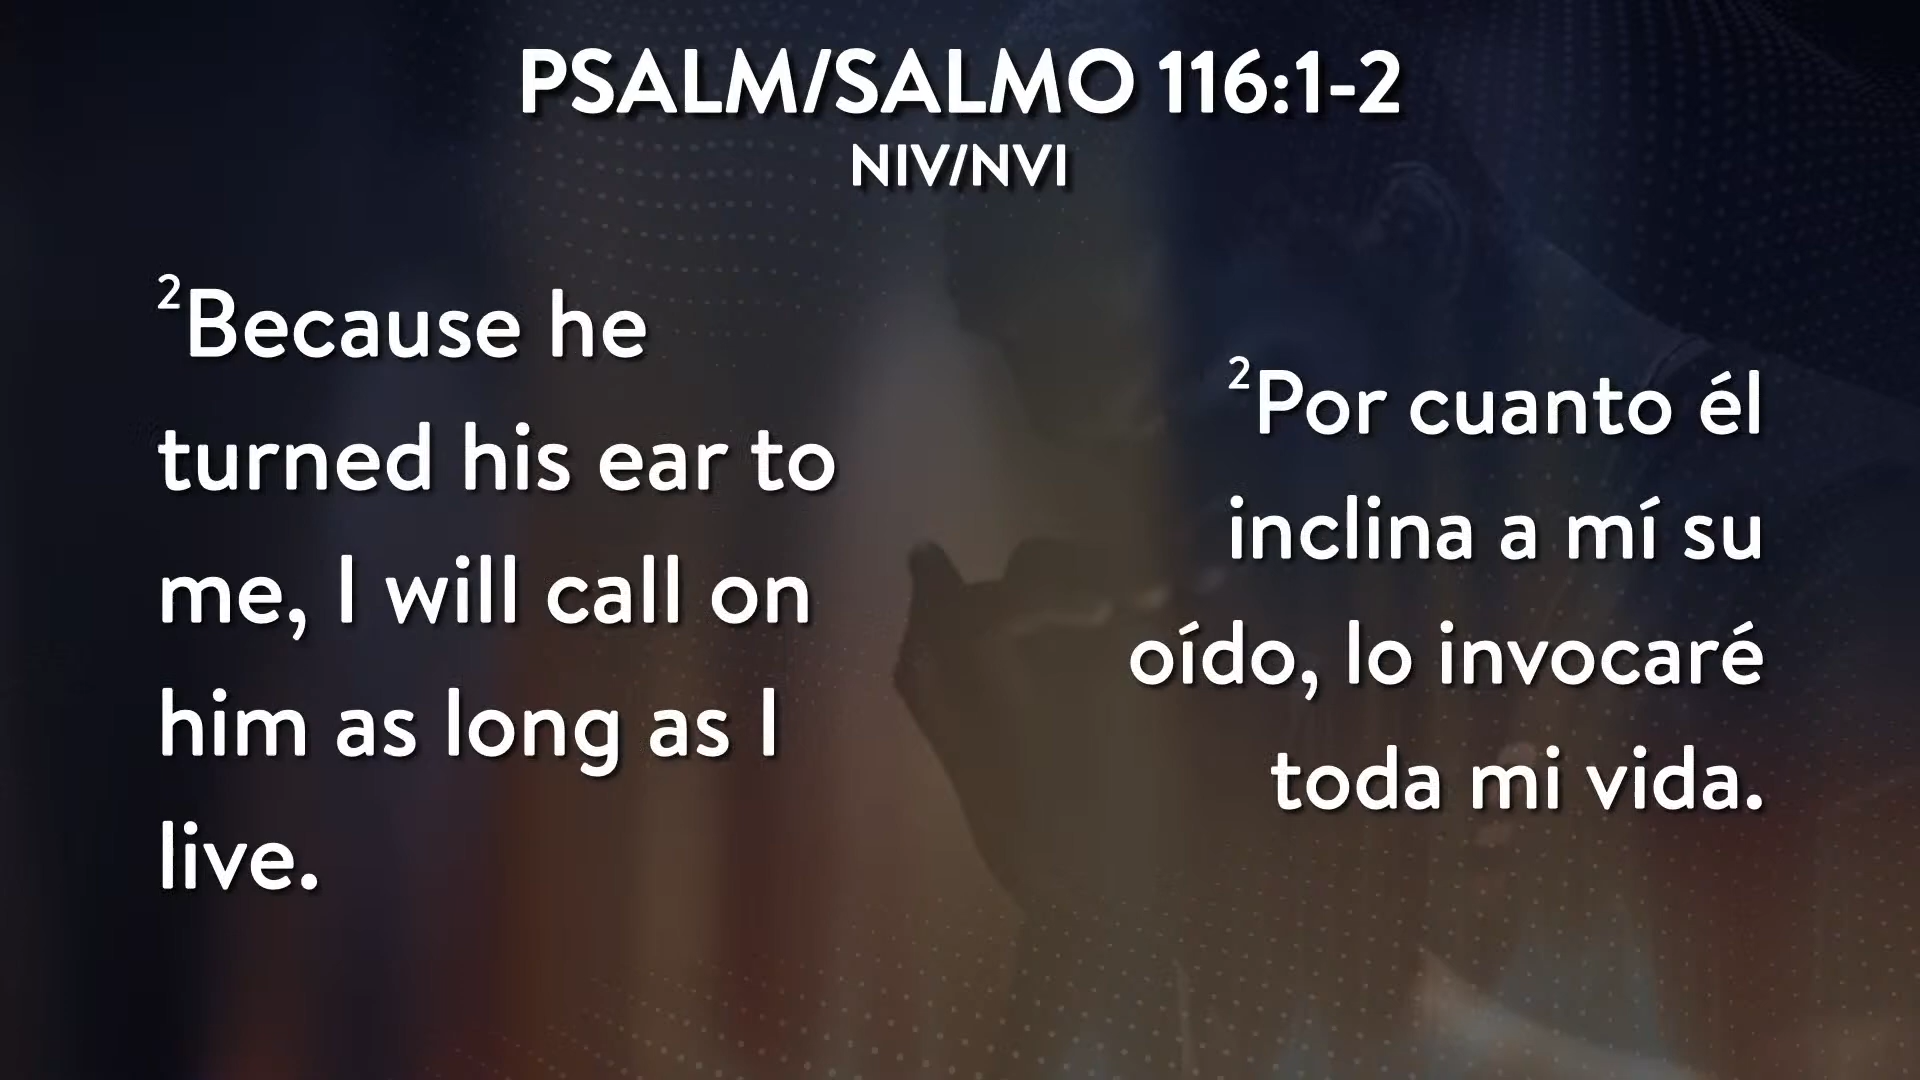 PSALM/SALMO 116:1-2
NIV/NVI
²Because he
turned his ear to
me, I will call on
him as long as I
live.
²Por cuanto él
inclina a mí su
oído, lo invocaré
toda mi vida.